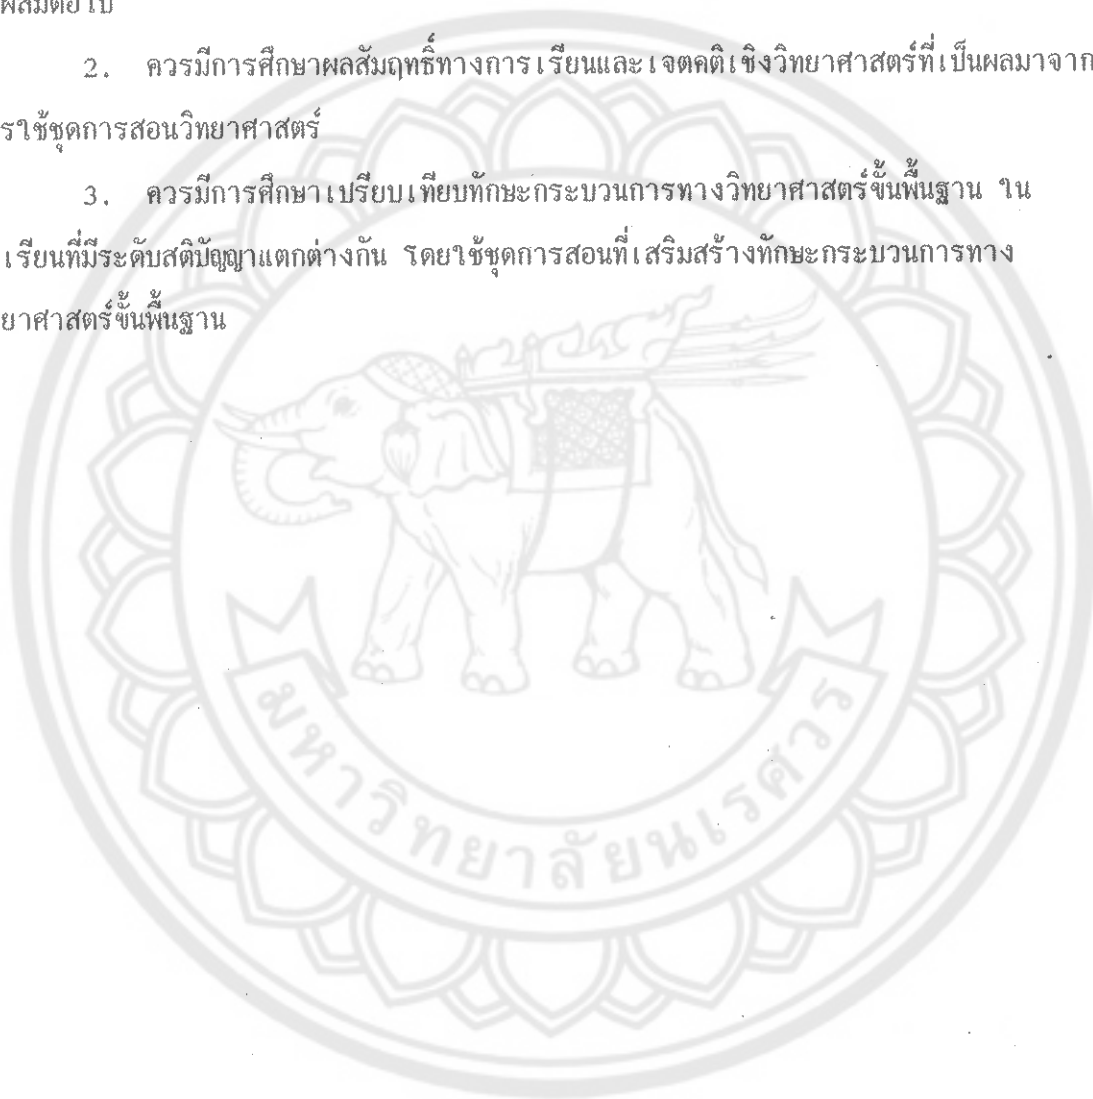 ผสมต่อไป
2. ควรมีการศึกษาผลสัมฤทธิ์ทางการเรียนและเจตคติเชิงวิทยาศาสตร์ที่เป็นผลมาจาก
รใช้ชุดการสอนวิทยาศาสตร์
3. ควรมีการศึกษาเปรียบเทียบทักษะกระบวนการทางวิทยาศาสตร์ขั้นพื้นฐาน ใน
เรียนที่มีระดับสติปัญญาแตกต่างกัน โดยใช้ชุดการสอนที่เสริมสร้างทักษะกระบวนการทาง
ยาศาสตร์ขั้นพื้นฐาน
มหาวิทยาลัยนเรศวร